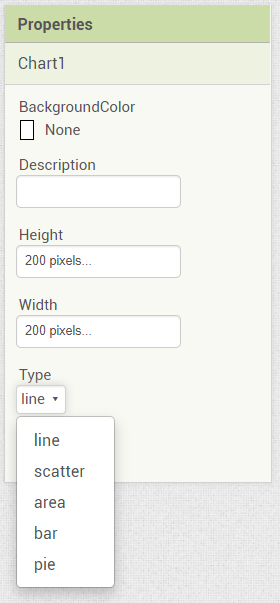 Properties
Chart1
BackgroundColor
None
Description
Height
200 pixels...
Width
200 pixels...
Type
line
line
scatter
area
bar
pie